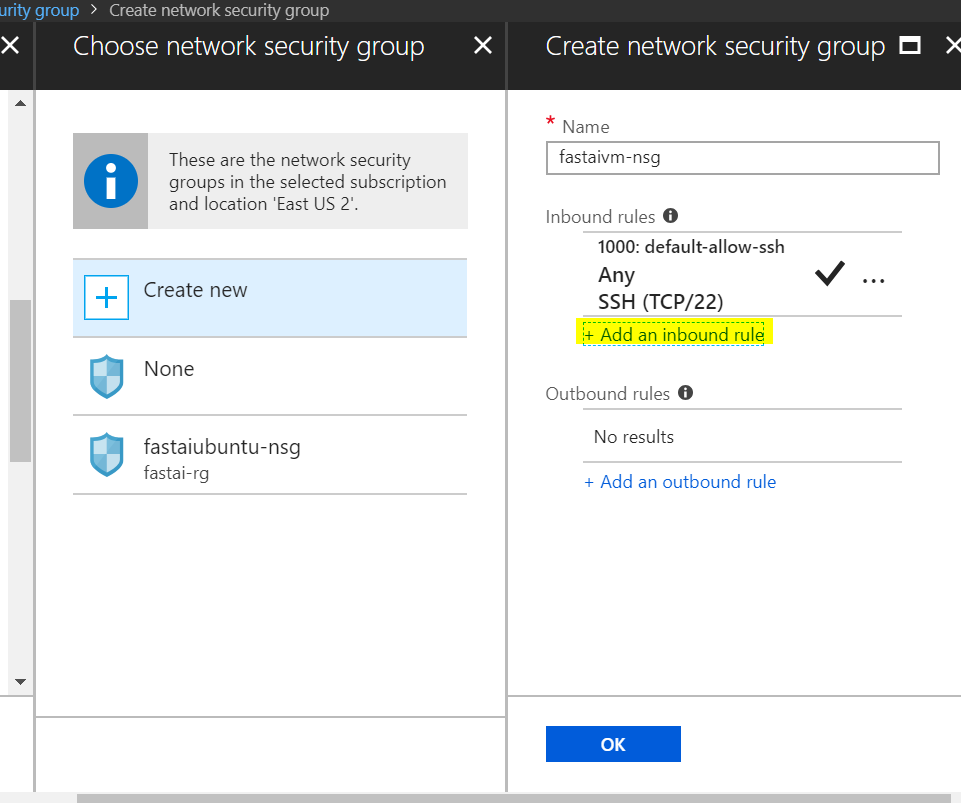 urity group > Create network security group
Choose network security group
These are the network security
groups in the selected subscription
and location 'East US 2'.
Create new
None
fastaiubuntu-nsg
fastai-rg
Create network security group
* Name
fastaivm-nsg
Inbound rules
1000: default-allow-ssh
Any
SSH (TCP/22)
...
+ Add an inbound rule
Outbound rules
No results
+ Add an outbound rule
OK